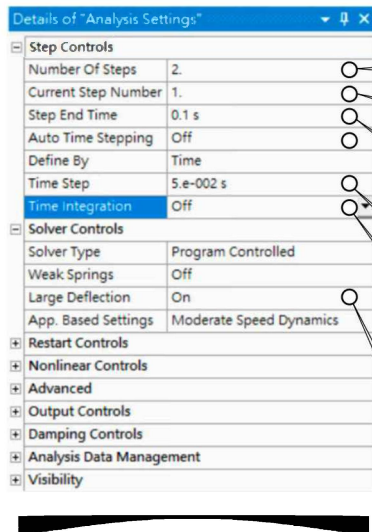 Details of "Analysis Settings"
Step Controls
Number Of Steps 2.
Current Step Number 1.
Step End Time 0.1 s
Auto Time Stepping Off
Define By Time
Time Step 5.e-002 s
Time Integration Off
Solver Controls
Solver Type Program Controlled
Weak Springs Off
Large Deflection On
App. Based Settings Moderate Speed Dynamics
Restart Controls
Nonlinear Controls
Advanced
Output Controls
Damping Controls
Analysis Data Management
Visibility